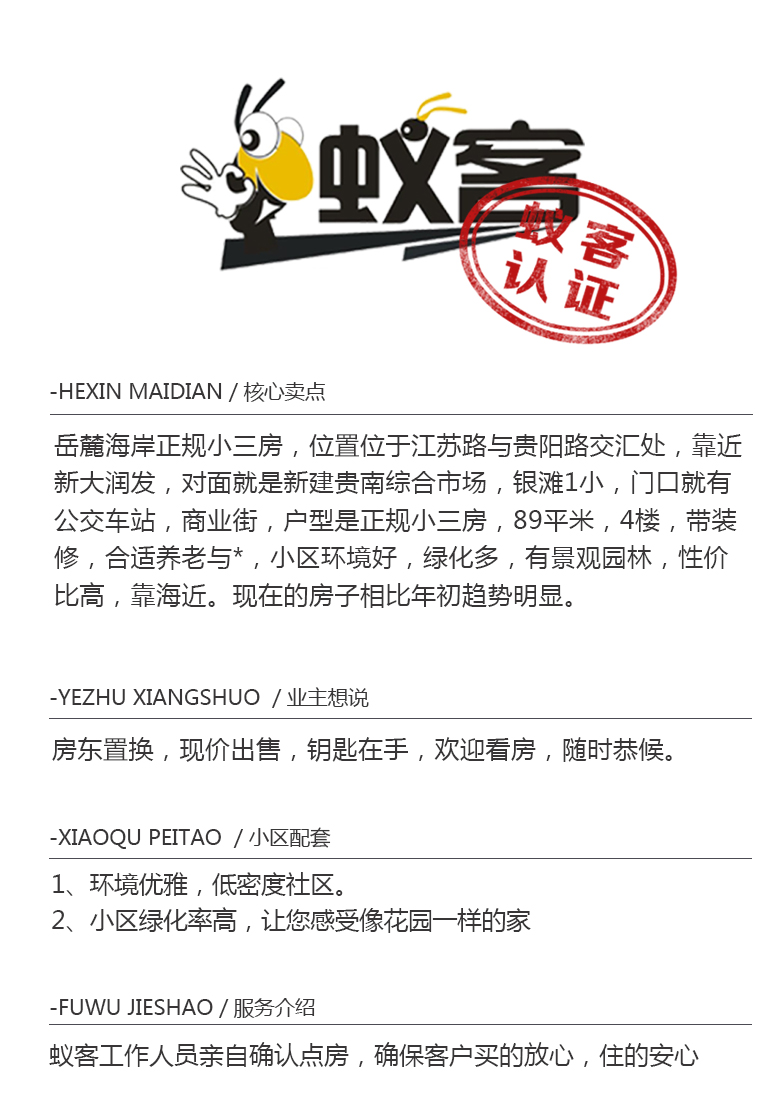 蚁客
蚁客
认证
-HEXIN MAIDIAN / 核心卖点
岳麓海岸正规小三房，位置位于江苏路与贵阳路交汇处，靠近
新大润发，对面就是新建贵南综合市场，银滩1小，门口就有
公交车站，商业街，户型是正规小三房，89平米，4楼，带装
修，合适养老与*，小区环境好，绿化多，有景观园林，性价
比高，靠海近。现在的房子相比年初趋势明显。
-YEZHU XIANGSHUO / 业主想说
房东置换，现价出售，钥匙在手，欢迎看房，随时恭候。
-XIAOQU PEITAO / 小区配套
1、环境优雅，低密度社区。
2、小区绿化率高，让您感受像花园一样的家
-FUWU JIESHAO / 服务介绍
蚁客工作人员亲自确认点房，确保客户买的放心，住的安心